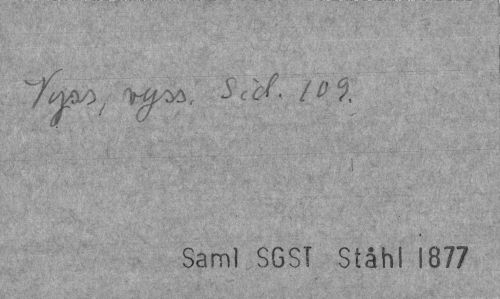 Vyss, vyss. Sid. 109.
Saml SGST Ståhl 1877